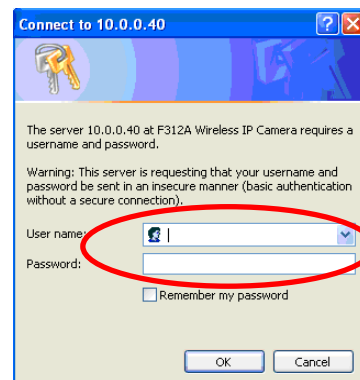 Connect to 10.0.0.40
The server 10.0.0.40 at F312A Wireless IP Camera requires a
username and password.
Warning: This server is requesting that your username and
password be sent in an insecure manner (basic authentication
without a secure connection).
User name:
Password:
Remember my password
OK Cancel